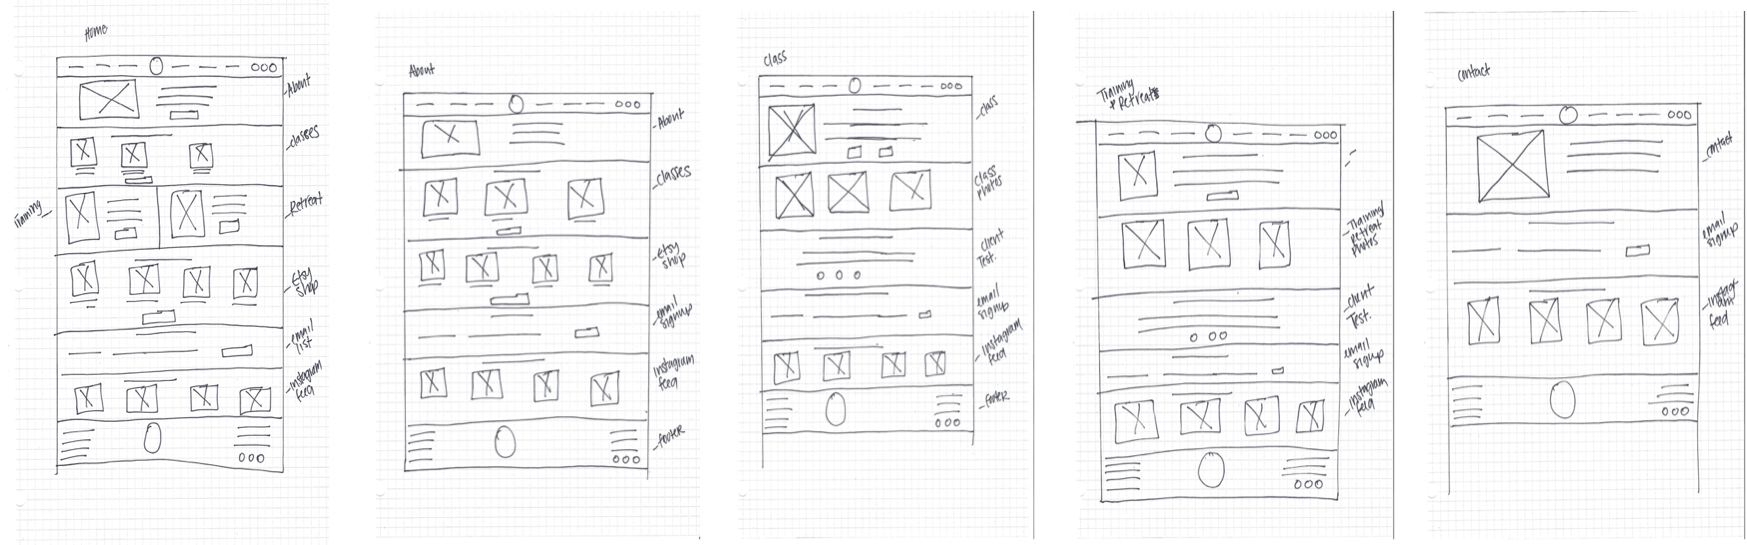 Home
About
classes
Training
Retreat
Etsy
shop
email
list
instagram
feed
About
About
classes
etsy
shop
email
signup
instagram
feed
footer
class
class
class
photos
client
Test.
email
signup
instagram
feed
footer
Training
& Retreats
Training
retreat
photos
client
Test.
email
signup
instagram
feed
contact
contact
email
signup
feed